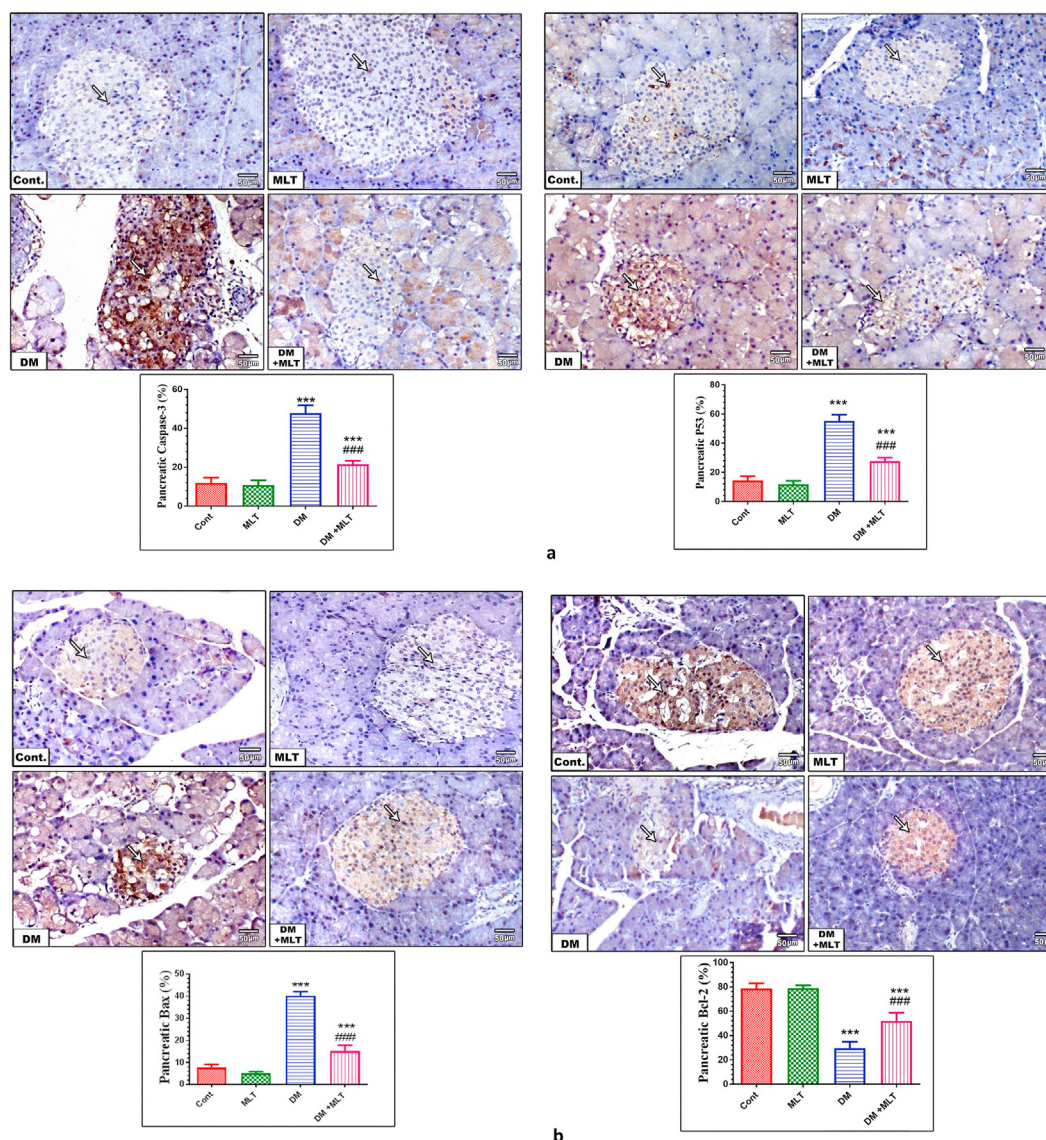 Cont.
50µm
MLT
50µm
DM
50µm
DM
+MLT
50µm
Cont.
50µm
MLT
50µm
DM
50µm
DM
+MLT
50µm
Pancreatic Caspase-3 (%)
60
40
20
0
***
***
###
Cont
MLT
DM
DM +MLT
Pancreatic P53 (%)
80
60
40
20
0
***
***
###
Cont
MLT
DM
DM +MLT
a
Cont.
50µm
MLT
50µm
DM
50µm
DM
+MLT
50µm
Cont.
50µm
MLT
50µm
DM
50µm
DM
+MLT
50µ
Pancreatic Bax (%)
50
40
30
20
10
0
***
***
###
Cont
MLT
DM
DM +MLT
Pancreatic Bcl-2 (%)
100
80
60
40
20
0
***
***
###
Cont
MLT
DM
DM +MLT
b